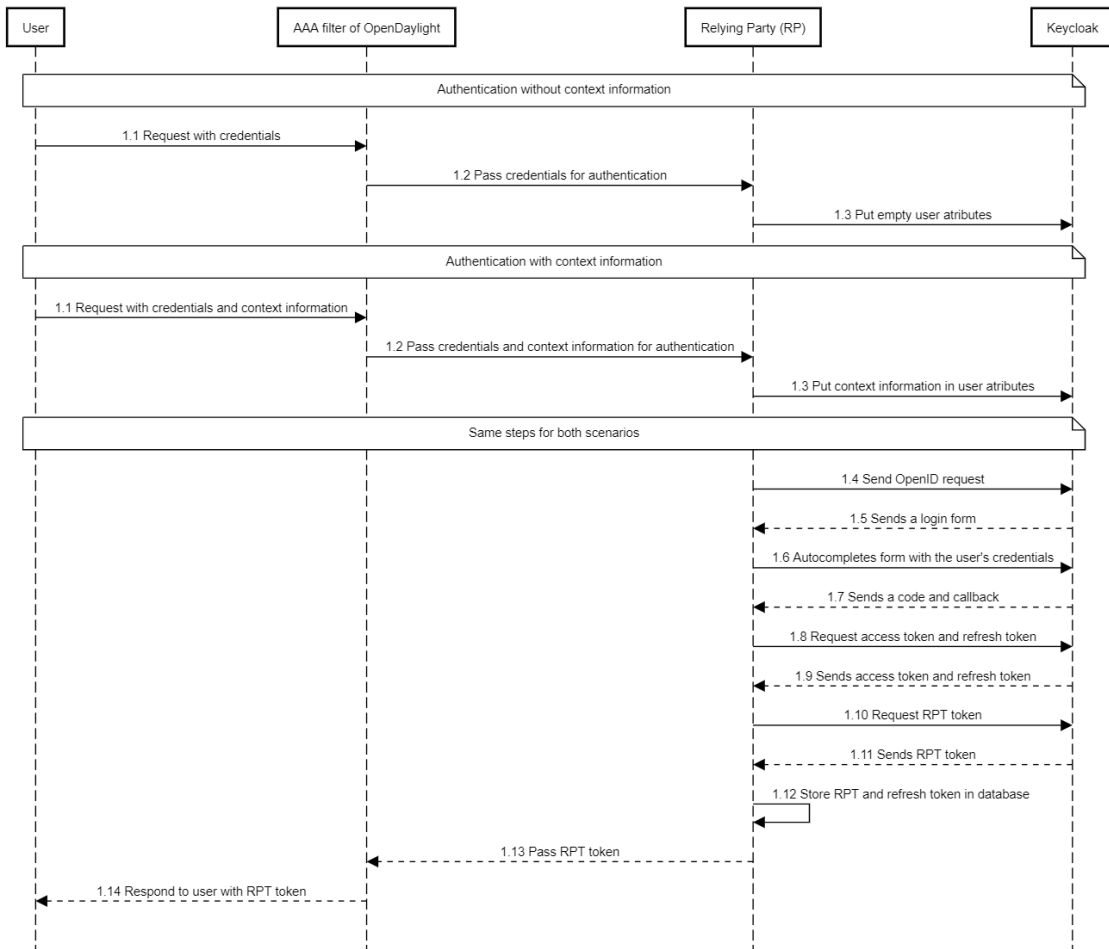 User
AAA filter of OpenDaylight
Relying Party (RP)
Keycloak
Authentication without context information
1.1 Request with credentials
1.2 Pass credentials for authentication
1.3 Put empty user atributes
Authentication with context information
1.1 Request with credentials and context information
1.2 Pass credentials and context information for authentication
1.3 Put context information in user atributes
Same steps for both scenarios
1.4 Send OpenID request
1.5 Sends a login form
1.6 Autocompletes form with the user's credentials
1.7 Sends a code and callback
1.8 Request access token and refresh token
1.9 Sends access token and refresh token
1.10 Request RPT token
1.11 Sends RPT token
1.12 Store RPT and refresh token in database
1.13 Pass RPT token
1.14 Respond to user with RPT token